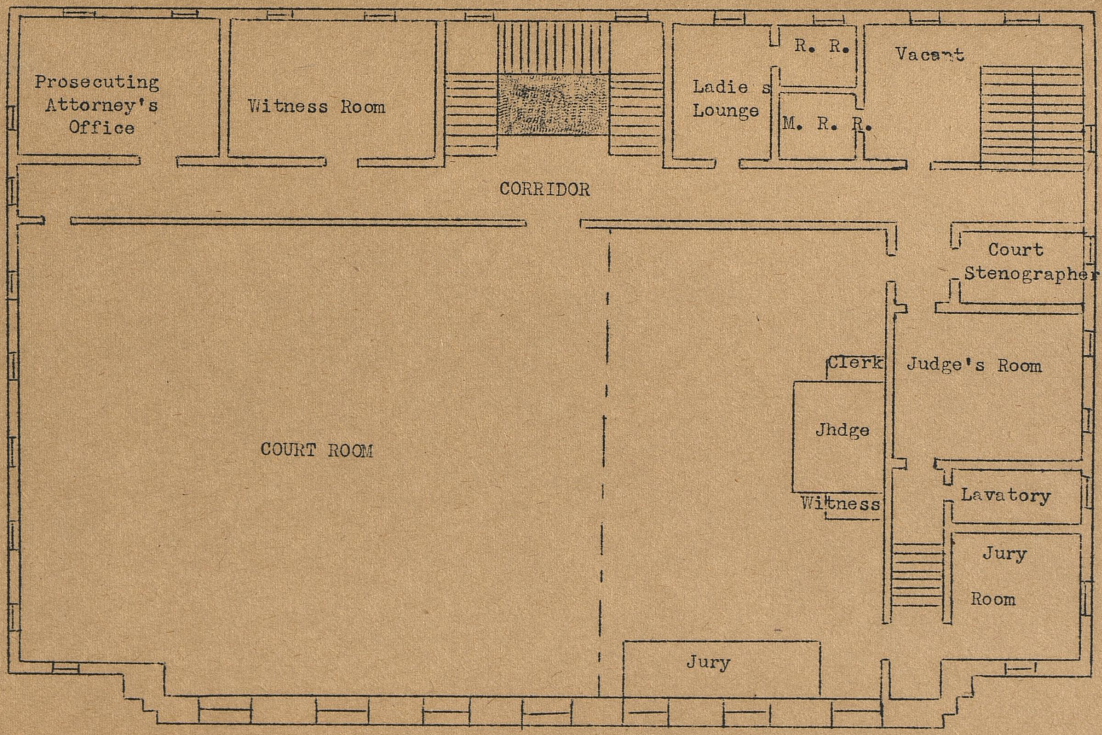 Prosecuting
Attorney's
Office
Witness Room
Ladie s
Lounge
R. R.
M. R. R.
Vacant
CORRIDOR
Court
Stenographer
Clerk
Judge's Room
Jhdge
COURT ROOM
Witness
Lavatory
Jury
Room
Jury